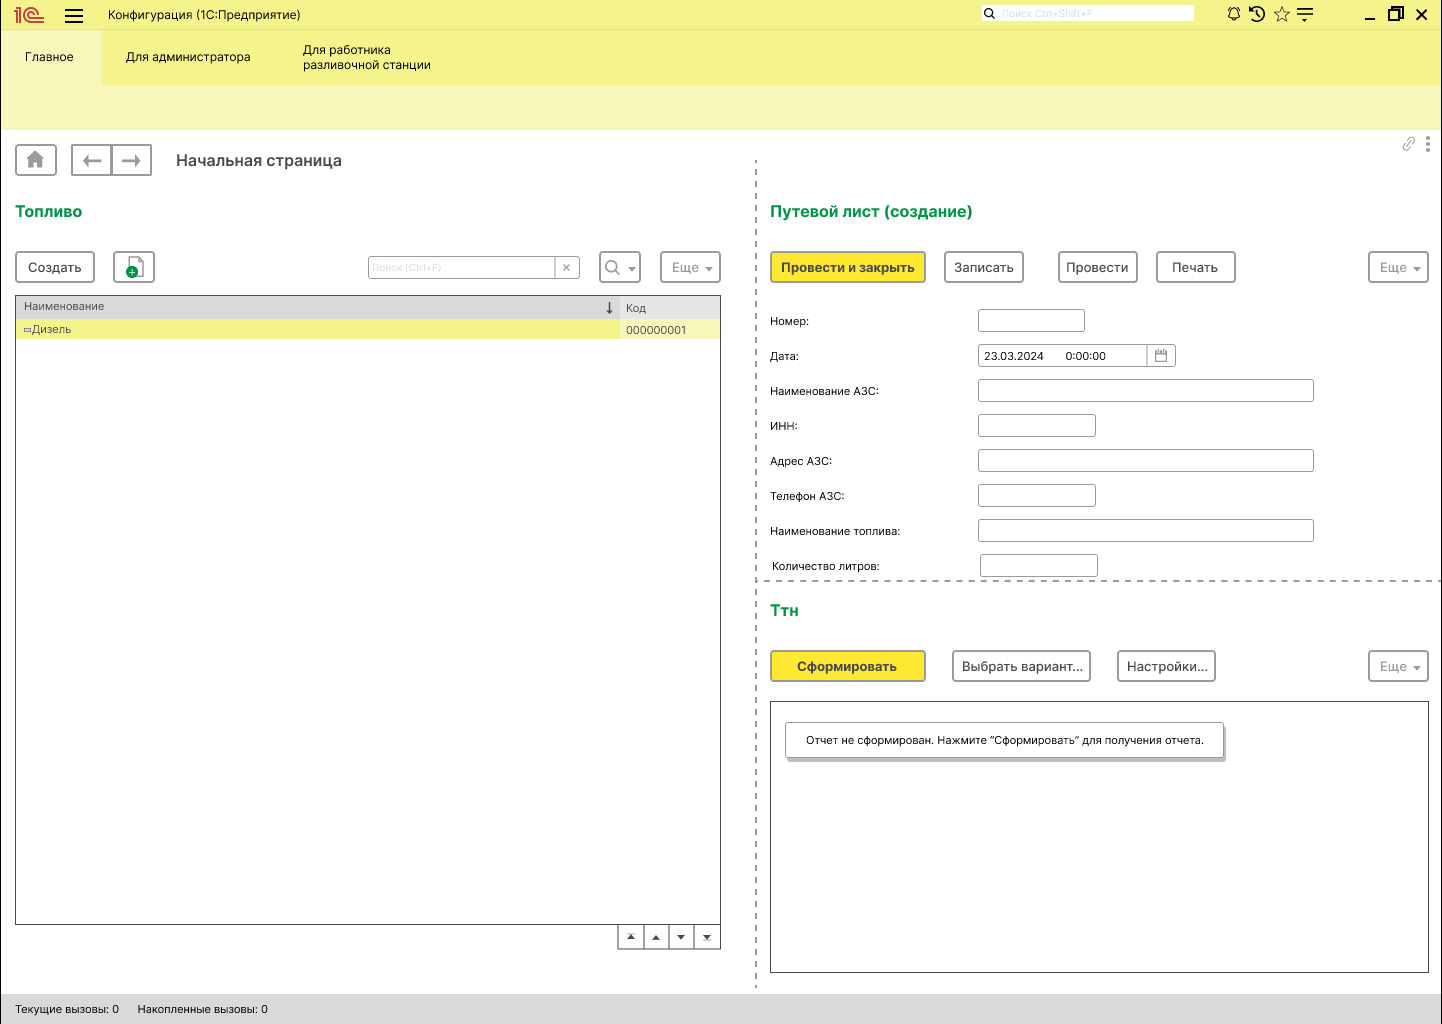 1С
Конфигурация (1С:Предприятие)
Поиск Ctrl+Shift+F
Главное
Для администратора
Для работника
разливочной станции
Начальная страница
Топливо
Создать
Поиск (Ctrl+F)
Еще
Наименование
Код
Дизель
000000001
Путевой лист (создание)
Провести и закрыть
Записать
Провести
Печать
Еще
Номер:
Дата:
23.03.2024 0:00:00
Наименование АЗС:
ИНН:
Адрес АЗС:
Телефон АЗС:
Наименование топлива:
Количество литров:
Ттн
Сформировать
Выбрать вариант...
Настройки...
Еще
Отчет не сформирован. Нажмите “Сформировать” для получения отчета.
Текущие вызовы: 0 Накопленные вызовы: 0